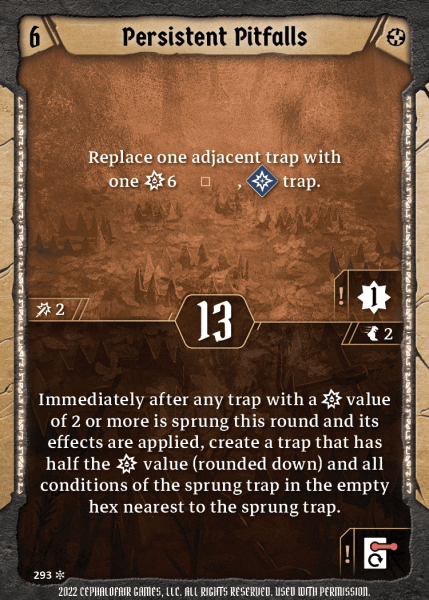 6 Persistent Pitfalls
Replace one adjacent trap with
one 6 □ , trap.
! 1
2
13
2
Immediately after any trap with a value
of 2 or more is sprung this round and its
effects are applied, create a trap that has
half the value (rounded down) and all
conditions of the sprung trap in the empty
hex nearest to the sprung trap.
!
293
2022 CEPHALOFAIR GAMES, LLC. ALL RIGHTS RESERVED. USED WITH PERMISSION.